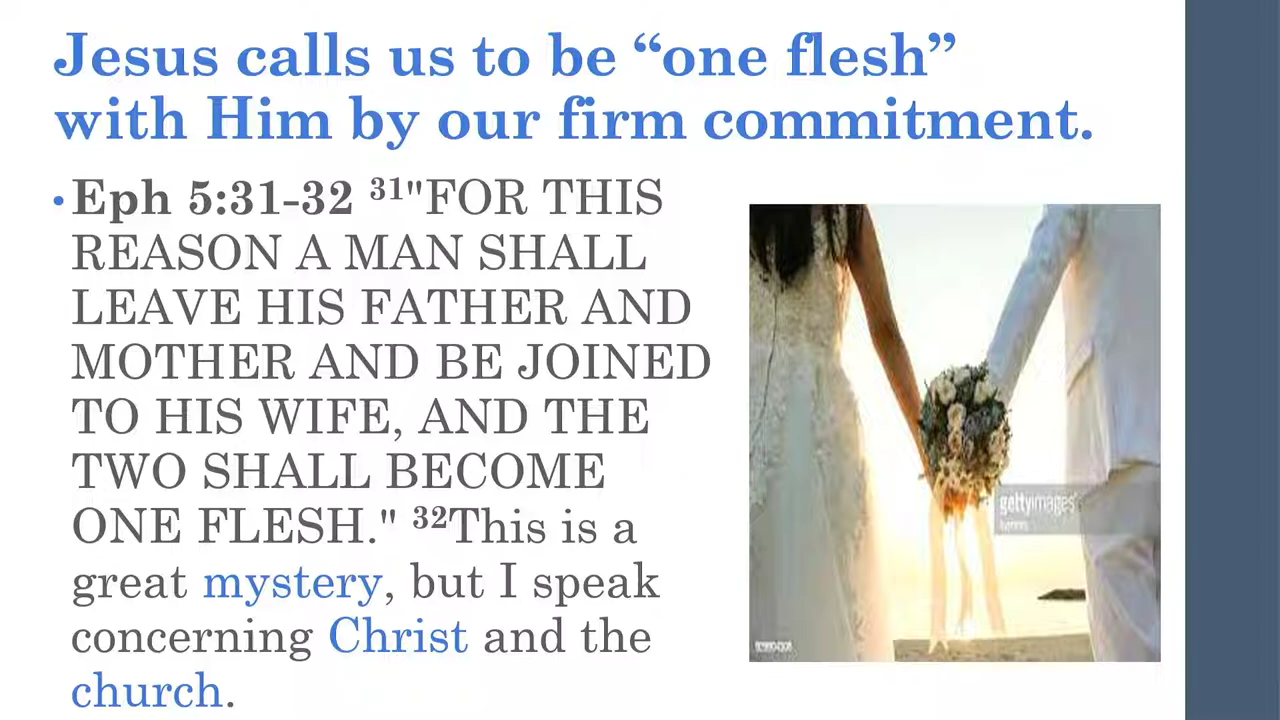 Jesus calls us to be “one flesh”
with Him by our firm commitment.
• Eph 5:31-32 ³¹"FOR THIS
REASON A MAN SHALL
LEAVE HIS FATHER AND
MOTHER AND BE JOINED
TO HIS WIFE, AND THE
TWO SHALL BECOME
ONE FLESH." ³²This is a
great mystery, but I speak
concerning Christ and the
church.
gettyimages